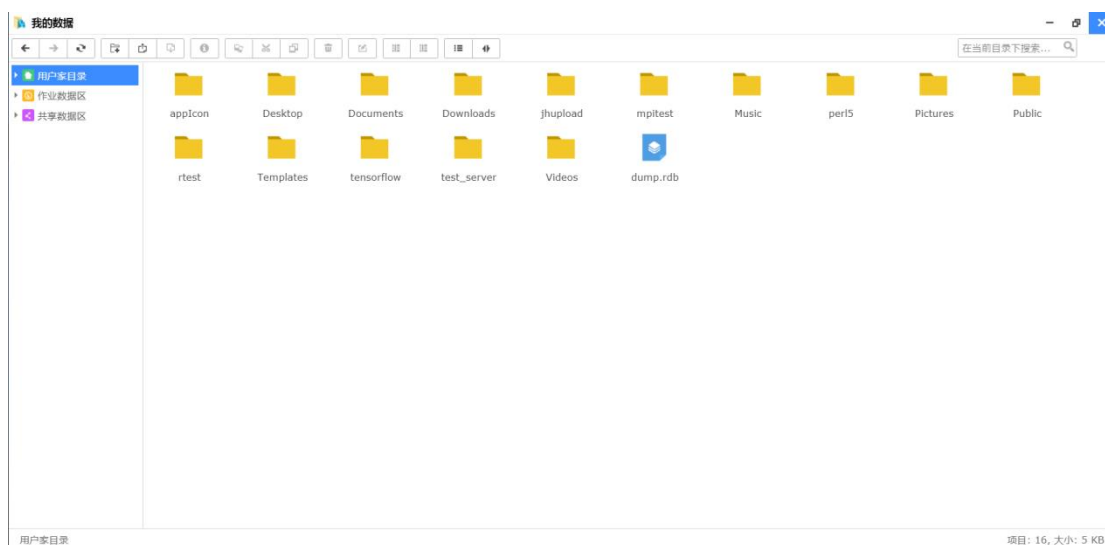 我的数据
在当前目录下搜索...
用户家目录
作业数据区
共享数据区
appIcon Desktop Documents Downloads jhupload mpitest Music perl5 Pictures Public
rtest Templates tensorflow test_server Videos dump.rdb
用户家目录 项目: 16, 大小: 5 KB